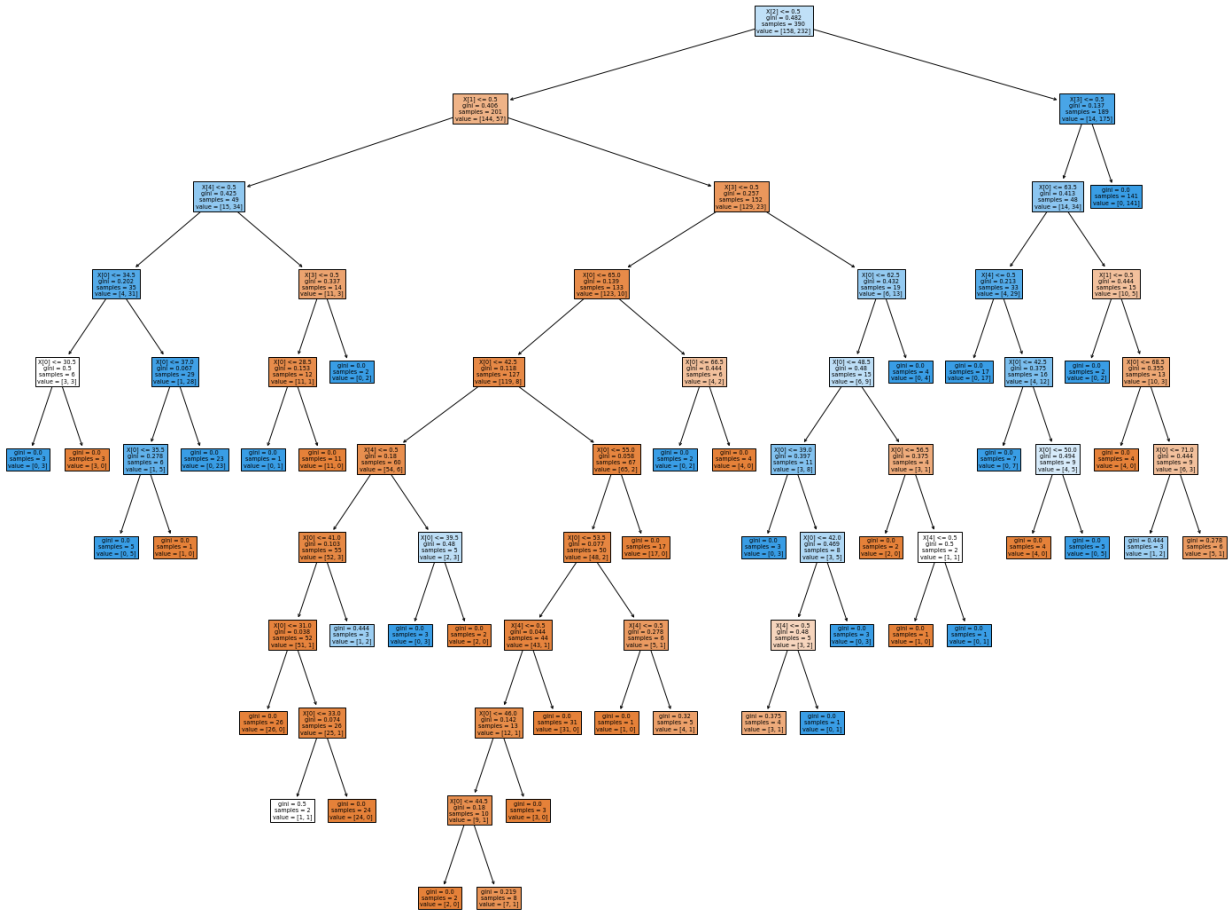 X[2] <= 0.5
gini = 0.482
samples = 390
value = [158, 232]
X[1] <= 0.5
gini = 0.406
samples = 201
value = [144, 57]
X[3] <= 0.5
gini = 0.137
samples = 189
value = [14, 175]
X[4] <= 0.5
gini = 0.425
samples = 49
value = [15, 34]
X[3] <= 0.5
gini = 0.257
samples = 152
value = [129, 23]
X[0] <= 63.5
gini = 0.413
samples = 48
value = [14, 34]
gini = 0.0
samples = 141
value = [0, 141]
X[0] <= 34.5
gini = 0.202
samples = 35
value = [4, 31]
X[3] <= 0.5
gini = 0.337
samples = 14
value = [11, 3]
X[0] <= 65.0
gini = 0.139
samples = 133
value = [123, 10]
X[0] <= 62.5
gini = 0.432
samples = 19
value = [6, 13]
X[4] <= 0.5
gini = 0.213
samples = 33
value = [4, 29]
X[1] <= 0.5
gini = 0.444
samples = 15
value = [10, 5]
X[0] <= 30.5
gini = 0.5
samples = 6
value = [3, 3]
X[0] <= 37.0
gini = 0.067
samples = 29
value = [1, 28]
X[0] <= 28.5
gini = 0.153
samples = 12
value = [11, 1]
gini = 0.0
samples = 2
value = [0, 2]
X[0] <= 42.5
gini = 0.118
samples = 127
value = [119, 8]
X[0] <= 66.5
gini = 0.444
samples = 6
value = [4, 2]
X[0] <= 48.5
gini = 0.48
samples = 15
value = [6, 9]
gini = 0.0
samples = 4
value = [0, 4]
gini = 0.0
samples = 17
value = [0, 17]
X[0] <= 42.5
gini = 0.375
samples = 16
value = [4, 12]
gini = 0.0
samples = 2
value = [0, 2]
X[0] <= 68.5
gini = 0.355
samples = 13
value = [10, 3]
gini = 0.0
samples = 3
value = [0, 3]
gini = 0.0
samples = 3
value = [3, 0]
X[0] <= 35.5
gini = 0.278
samples = 6
value = [1, 5]
gini = 0.0
samples = 23
value = [0, 23]
gini = 0.0
samples = 1
value = [0, 1]
gini = 0.0
samples = 11
value = [11, 0]
X[4] <= 0.5
gini = 0.18
samples = 60
value = [54, 6]
X[0] <= 55.0
gini = 0.058
samples = 67
value = [65, 2]
gini = 0.0
samples = 2
value = [0, 2]
gini = 0.0
samples = 4
value = [4, 0]
X[0] <= 39.0
gini = 0.397
samples = 11
value = [3, 8]
X[0] <= 56.5
gini = 0.375
samples = 4
value = [3, 1]
gini = 0.0
samples = 7
value = [0, 7]
X[0] <= 50.0
gini = 0.494
samples = 9
value = [4, 5]
gini = 0.0
samples = 4
value = [4, 0]
X[0] <= 71.0
gini = 0.444
samples = 9
value = [6, 3]
gini = 0.0
samples = 5
value = [0, 5]
gini = 0.0
samples = 1
value = [1, 0]
X[0] <= 41.0
gini = 0.103
samples = 55
value = [52, 3]
X[0] <= 39.5
gini = 0.48
samples = 5
value = [2, 3]
X[0] <= 53.5
gini = 0.077
samples = 50
value = [48, 2]
gini = 0.0
samples = 17
value = [17, 0]
gini = 0.0
samples = 3
value = [0, 3]
X[0] <= 42.0
gini = 0.469
samples = 8
value = [3, 5]
gini = 0.0
samples = 2
value = [2, 0]
X[4] <= 0.5
gini = 0.5
samples = 2
value = [1, 1]
gini = 0.0
samples = 4
value = [4, 0]
gini = 0.0
samples = 5
value = [0, 5]
gini = 0.444
samples = 3
value = [1, 2]
gini = 0.278
samples = 6
value = [5, 1]
X[0] <= 31.0
gini = 0.038
samples = 52
value = [51, 1]
gini = 0.444
samples = 3
value = [1, 2]
gini = 0.0
samples = 3
value = [0, 3]
gini = 0.0
samples = 2
value = [2, 0]
X[4] <= 0.5
gini = 0.044
samples = 44
value = [43, 1]
X[4] <= 0.5
gini = 0.278
samples = 6
value = [5, 1]
X[4] <= 0.5
gini = 0.48
samples = 5
value = [3, 2]
gini = 0.0
samples = 3
value = [0, 3]
gini = 0.0
samples = 1
value = [1, 0]
gini = 0.0
samples = 1
value = [0, 1]
gini = 0.0
samples = 26
value = [26, 0]
X[0] <= 33.0
gini = 0.074
samples = 26
value = [25, 1]
X[0] <= 46.0
gini = 0.142
samples = 13
value = [12, 1]
gini = 0.0
samples = 31
value = [31, 0]
gini = 0.0
samples = 1
value = [1, 0]
gini = 0.32
samples = 5
value = [4, 1]
gini = 0.375
samples = 4
value = [3, 1]
gini = 0.0
samples = 1
value = [0, 1]
gini = 0.5
samples = 2
value = [1, 1]
gini = 0.0
samples = 24
value = [24, 0]
X[0] <= 44.5
gini = 0.18
samples = 10
value = [9, 1]
gini = 0.0
samples = 3
value = [3, 0]
gini = 0.0
samples = 2
value = [2, 0]
gini = 0.219
samples = 8
value = [7, 1]